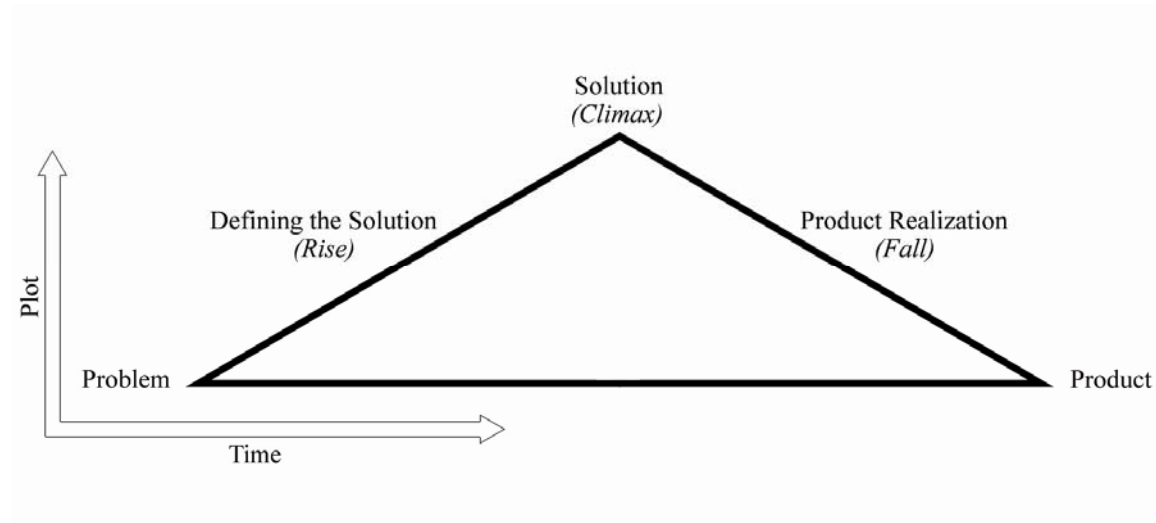 Solution
(Climax)
Defining the Solution
(Rise)
Product Realization
(Fall)
Plot
Problem
Product
Time